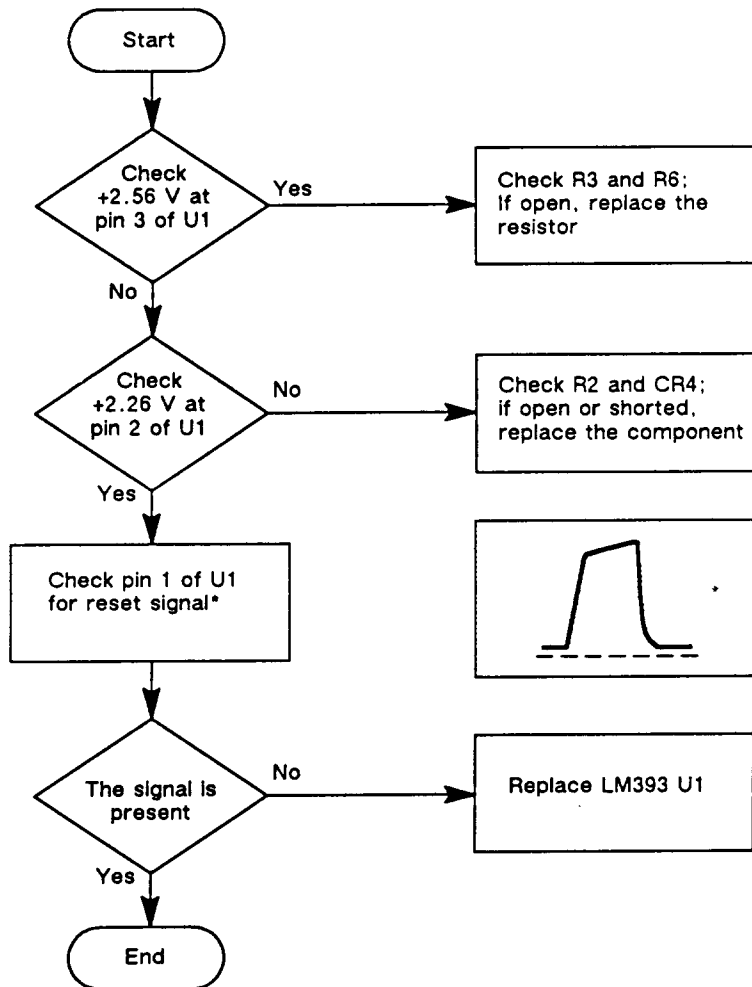 Start
Check
+2.56 V at
pin 3 of U1
Yes
Check R3 and R6;
If open, replace the
resistor
No
Check
+2.26 V at
pin 2 of U1
No
Check R2 and CR4;
if open or shorted,
replace the component
Yes
Check pin 1 of U1
for reset signal*
The signal is
present
No
Replace LM393 U1
Yes
End